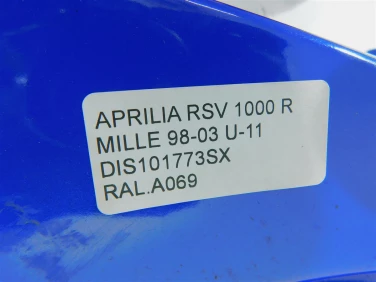 APRILIA RSV 1000 R
MILLE 98-03 U-11
DIS101773SX
RAL.A069